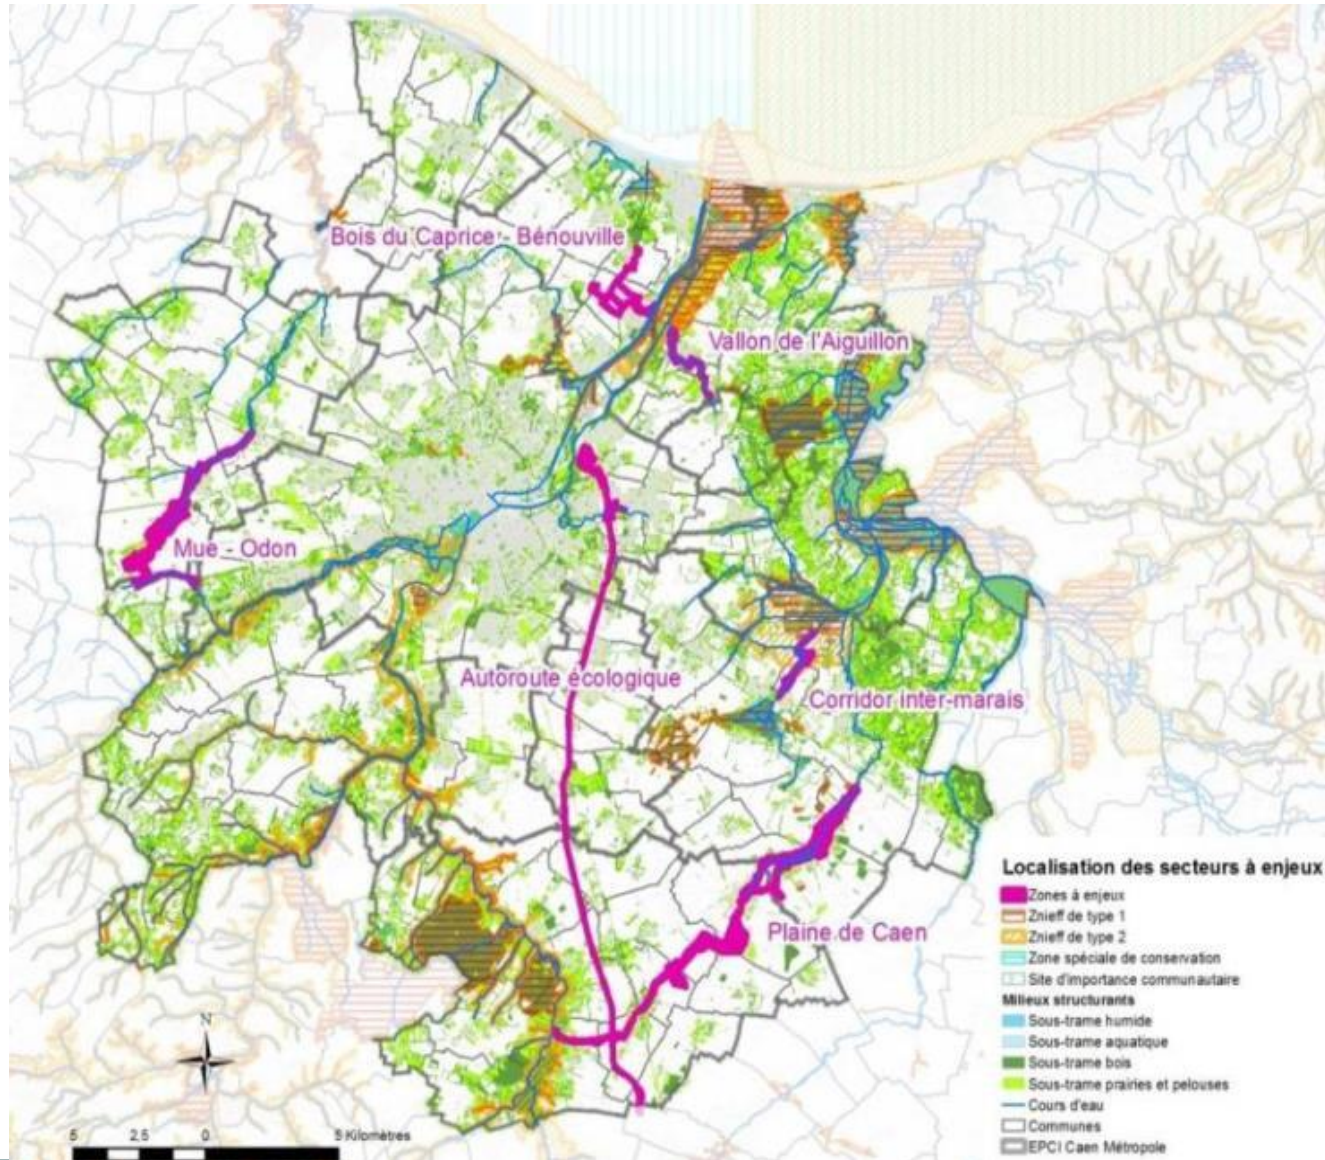 Bois du Caprice - Bénouville
Vallon de l'Aiguillon
Mue - Odon
Autoroute écologique
Corridor inter-marais
Plaine de Caen
Localisation des secteurs à enjeux
Zones à enjeux
Znieff de type 1
Znieff de type 2
Zone spéciale de conservation
Site d'importance communautaire
Milieux structurants
Sous-trame humide
Sous-trame aquatique
Sous-trame bois
Sous-trame prairies et pelouses
Cours d'eau
Communes
EPCI Caen Métropole
N
5 2,5 0 5 Kilomètres